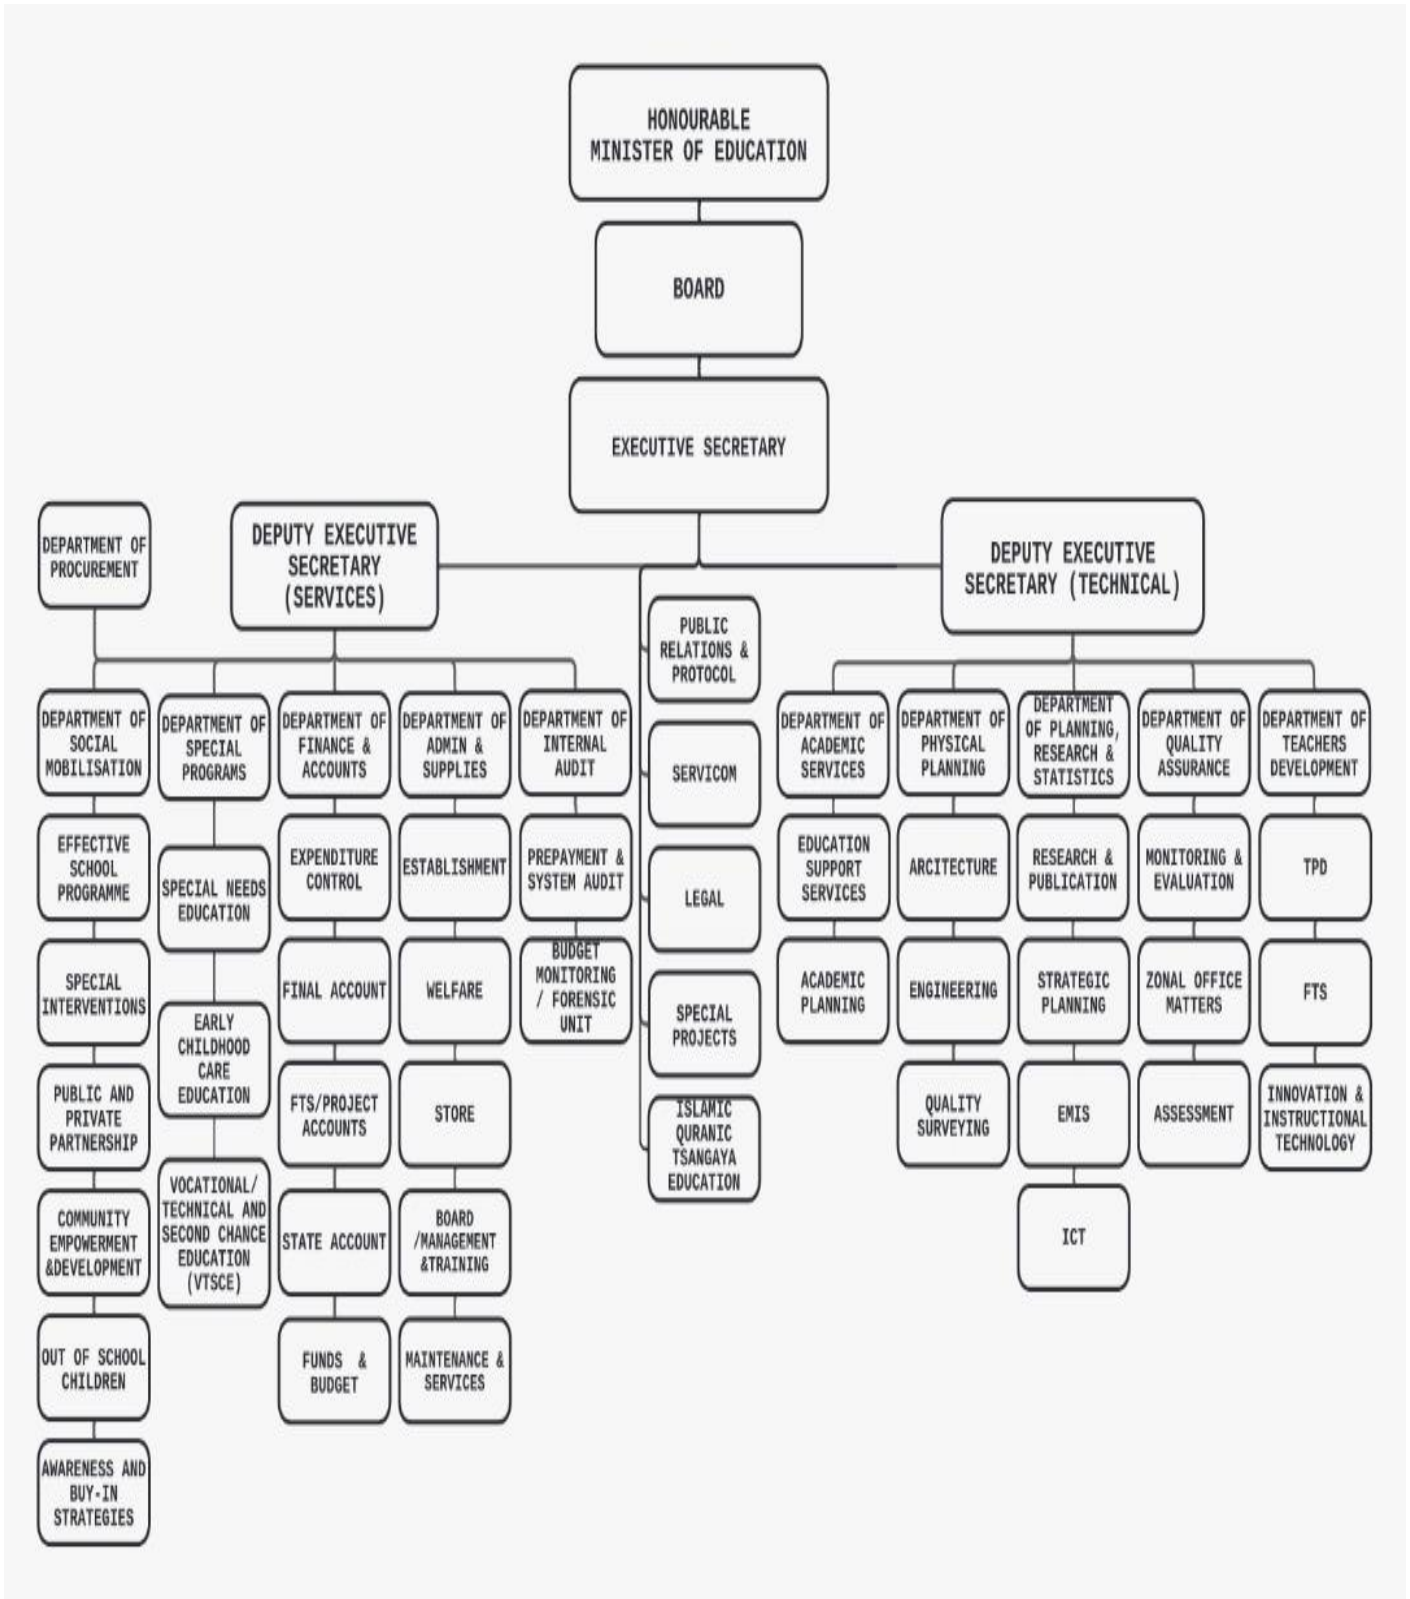 HONOURABLE
MINISTER OF EDUCATION
BOARD
EXECUTIVE SECRETARY
DEPARTMENT OF
PROCUREMENT
DEPUTY EXECUTIVE
SECRETARY
(SERVICES)
DEPUTY EXECUTIVE
SECRETARY (TECHNICAL)
PUBLIC
RELATIONS &
PROTOCOL
SERVICOM
LEGAL
SPECIAL
PROJECTS
ISLAMIC
QURANIC
TSANGAYA
EDUCATION
DEPARTMENT OF
SOCIAL
MOBILISATION
EFFECTIVE
SCHOOL
PROGRAMME
SPECIAL
INTERVENTIONS
PUBLIC AND
PRIVATE
PARTNERSHIP
COMMUNITY
EMPOWERMENT
&DEVELOPMENT
OUT OF SCHOOL
CHILDREN
AWARENESS AND
BUY-IN
STRATEGIES
DEPARTMENT OF
SPECIAL
PROGRAMS
SPECIAL NEEDS
EDUCATION
EARLY
CHILDHOOD
CARE
EDUCATION
VOCATIONAL/
TECHNICAL AND
SECOND CHANCE
EDUCATION
(VTSCE)
DEPARTMENT OF
FINANCE &
ACCOUNTS
EXPENDITURE
CONTROL
FINAL ACCOUNT
FTS/PROJECT
ACCOUNTS
STATE ACCOUNT
FUNDS &
BUDGET
DEPARTMENT OF
ADMIN &
SUPPLIES
ESTABLISHMENT
WELFARE
STORE
BOARD
/MANAGEMENT
&TRAINING
MAINTENANCE &
SERVICES
DEPARTMENT OF
INTERNAL
AUDIT
PREPAYMENT &
SYSTEM AUDIT
BUDGET
MONITORING
/ FORENSIC
UNIT
DEPARTMENT OF
ACADEMIC
SERVICES
EDUCATION
SUPPORT
SERVICES
ACADEMIC
PLANNING
DEPARTMENT OF
PHYSICAL
PLANNING
ARCITECTURE
ENGINEERING
QUALITY
SURVEYING
DEPARTMENT
OF PLANNING,
RESEARCH &
STATISTICS
RESEARCH &
PUBLICATION
STRATEGIC
PLANNING
EMIS
ICT
DEPARTMENT OF
QUALITY
ASSURANCE
MONITORING &
EVALUATION
ZONAL OFFICE
MATTERS
ASSESSMENT
DEPARTMENT OF
TEACHERS
DEVELOPMENT
TPD
FTS
INNOVATION &
INSTRUCTIONAL
TECHNOLOGY